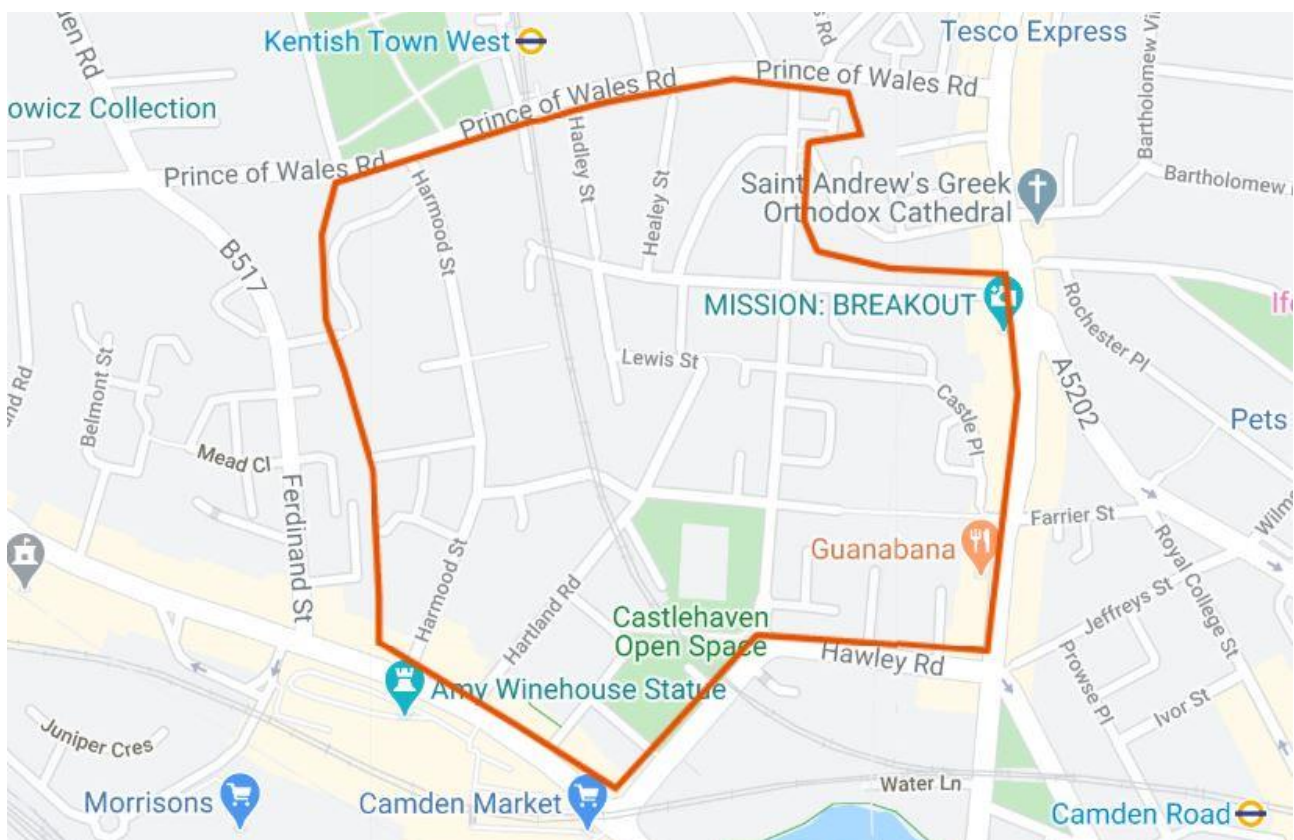 Kentish Town West
Tesco Express
Prince of Wales Rd
owicz Collection
Prince of Wales Rd
Prince of Wales Rd
Hadley St
Healey St
Harmood St
Saint Andrew's Greek
Orthodox Cathedral
Bartholomew
B517
MISSION: BREAKOUT
Rochester Pl
Lewis St
A5202
Belmont St
Castle Pl
Pets
Mead Cl
Ferdinand St
Farrier St
Guanabana
Harmood St
Hartland Rd
Royal College St
Jeffreys St
Castlehaven
Open Space
Hawley Rd
Prowse Pl
Ivor St
Amy Winehouse Statue
Juniper Cres
Morrisons
Camden Market
Water Ln
Camden Road
Bartholomew